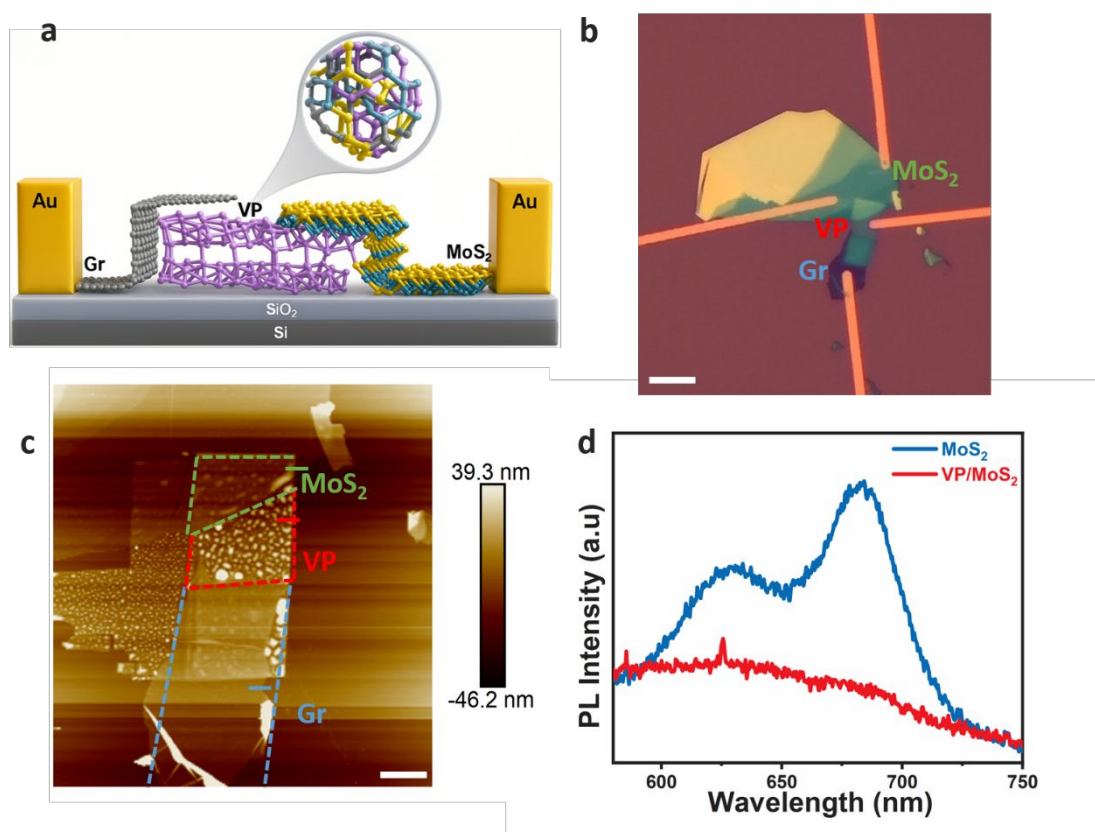 a
VP
Au
Au
Gr
MoS₂
SiO₂
Si
b
MoS₂
VP
Gr
c
MoS₂
VP
Gr
39.3 nm
-46.2 nm
d
MoS₂
VP/MoS₂
PL Intensity (a.u)
600
650
700
750
Wavelength (nm)